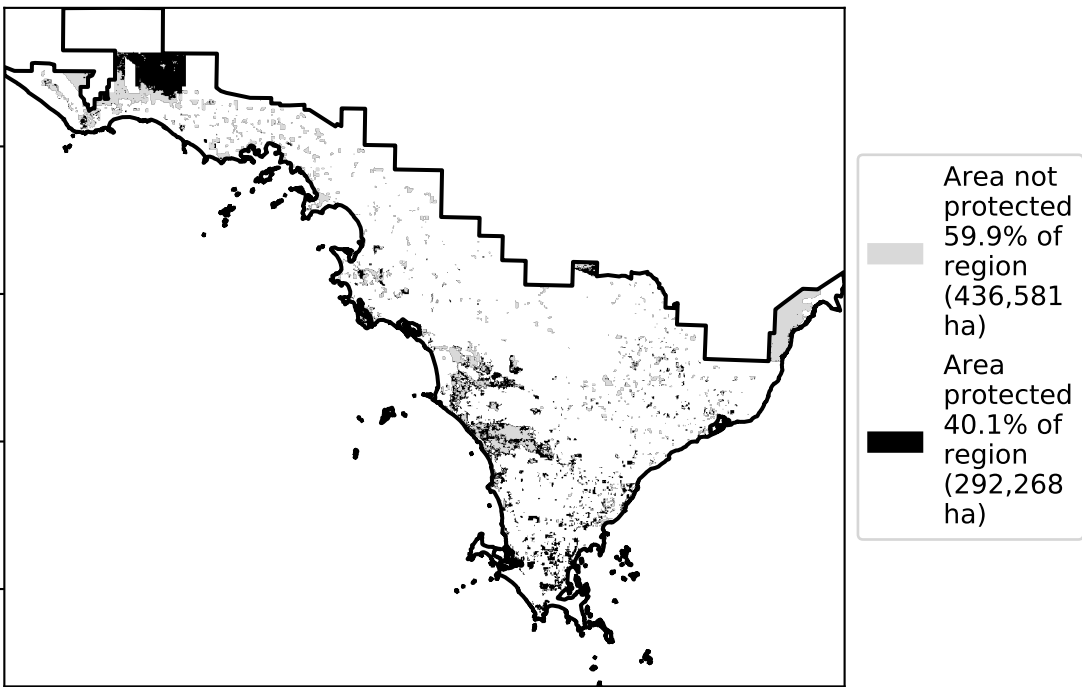 Area not
protected
59.9% of
region
(436,581
ha)
Area
protected
40.1% of
region
(292,268
ha)